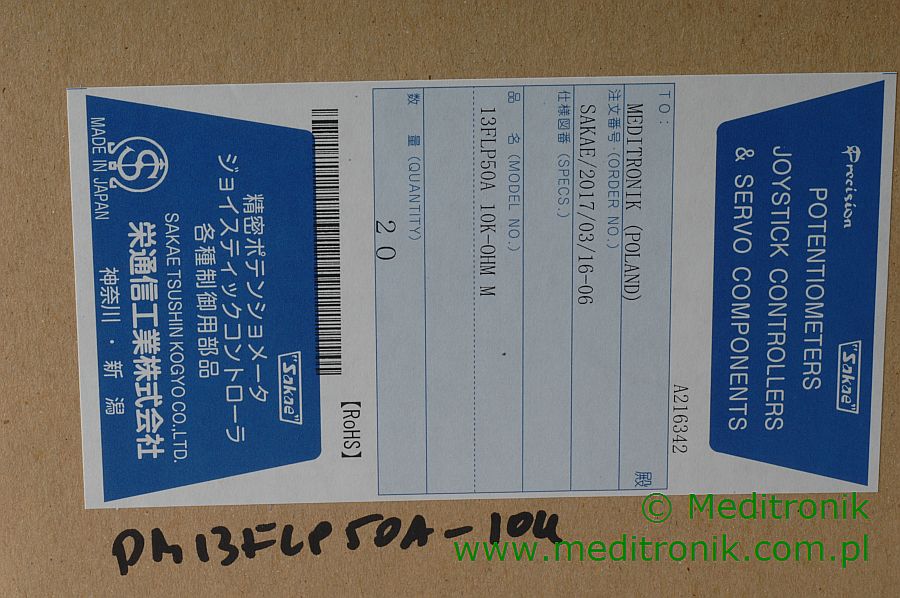 Precision
POTENTIOMETERS
JOYSTICK CONTROLLERS
& SERVO COMPONENTS
"Sakae"
A216342
TO:
MEDITRONIK (POLAND)
殿
注文番号:(ORDER NO.)
SAKAE/2017/03/16-06
仕様図番 (SPECS.)
品 名 (MODEL NO.)
13FLP50A 10K-OHM M
数 量 (QUANTITY)
20
【RoHS】
"Sakae"
精密ポテンショメータ
ジョイスティックコントローラ
各種制御用部品
SAKAE TSUSHIN KOGYO CO.,LTD.
栄通信工業株式会社
神奈川・新潟
MADE IN JAPAN
PM13FLP50A-10K
© Meditronik
www.meditronik.com.pl